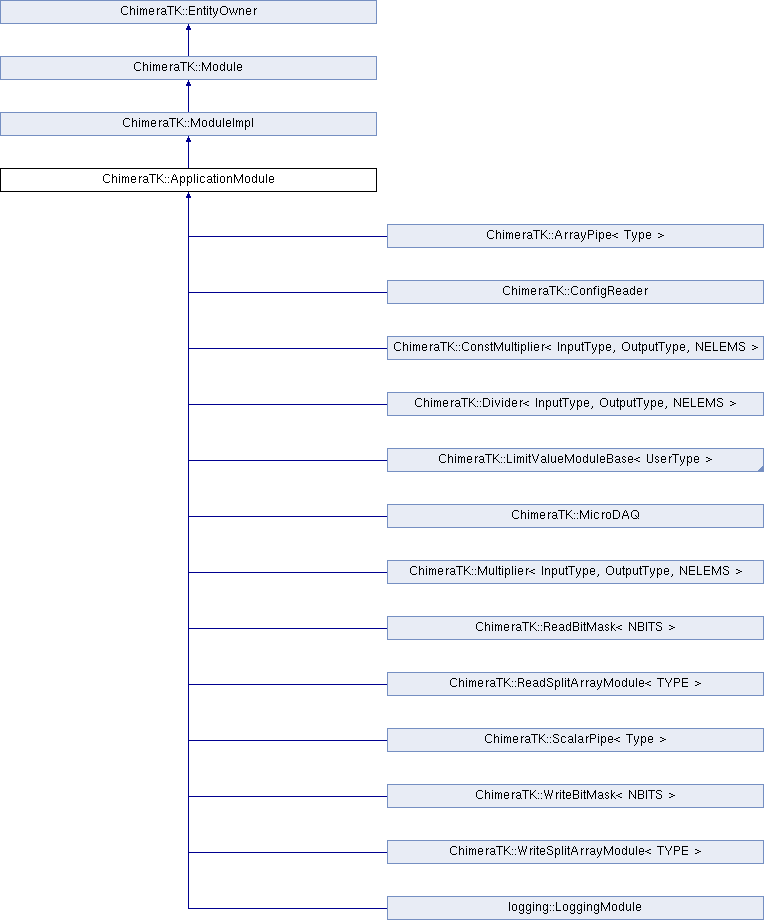 ChimeraTK::EntityOwner
ChimeraTK::Module
ChimeraTK::ModuleImpl
ChimeraTK::ApplicationModule
ChimeraTK::ArrayPipe< Type >
ChimeraTK::ConfigReader
ChimeraTK::ConstMultiplier< InputType, OutputType, NELEMS >
ChimeraTK::Divider< InputType, OutputType, NELEMS >
ChimeraTK::LimitValueModuleBase< UserType >
ChimeraTK::MicroDAQ
ChimeraTK::Multiplier< InputType, OutputType, NELEMS >
ChimeraTK::ReadBitMask< NBITS >
ChimeraTK::ReadSplitArrayModule< TYPE >
ChimeraTK::ScalarPipe< Type >
ChimeraTK::WriteBitMask< NBITS >
ChimeraTK::WriteSplitArrayModule< TYPE >
logging::LoggingModule